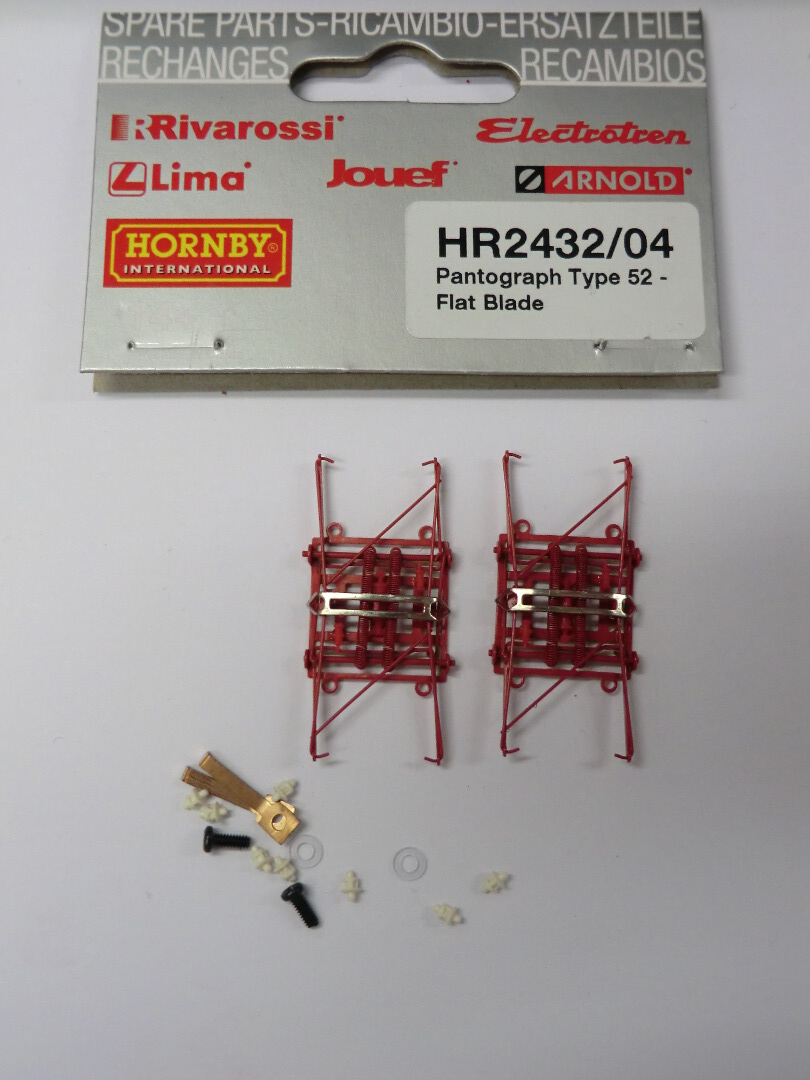 SPARE PARTS-RICAMBIO-ERSATZTEILE
RECHANGES RECAMBIOS
Rivarossi Electrotren
Lima Jouef ARNOLD
HORNBY®
INTERNATIONAL
HR2432/04
Pantograph Type 52 -
Flat Blade